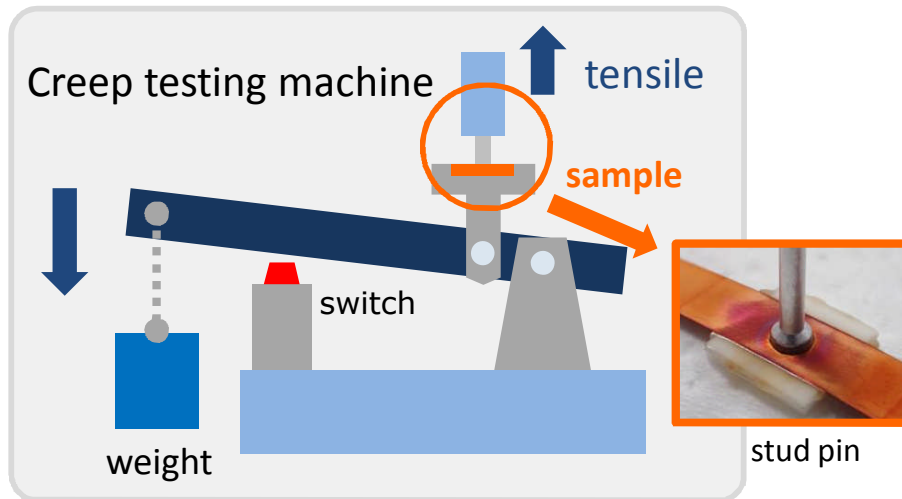 Creep testing machine
tensile
sample
switch
weight
stud pin